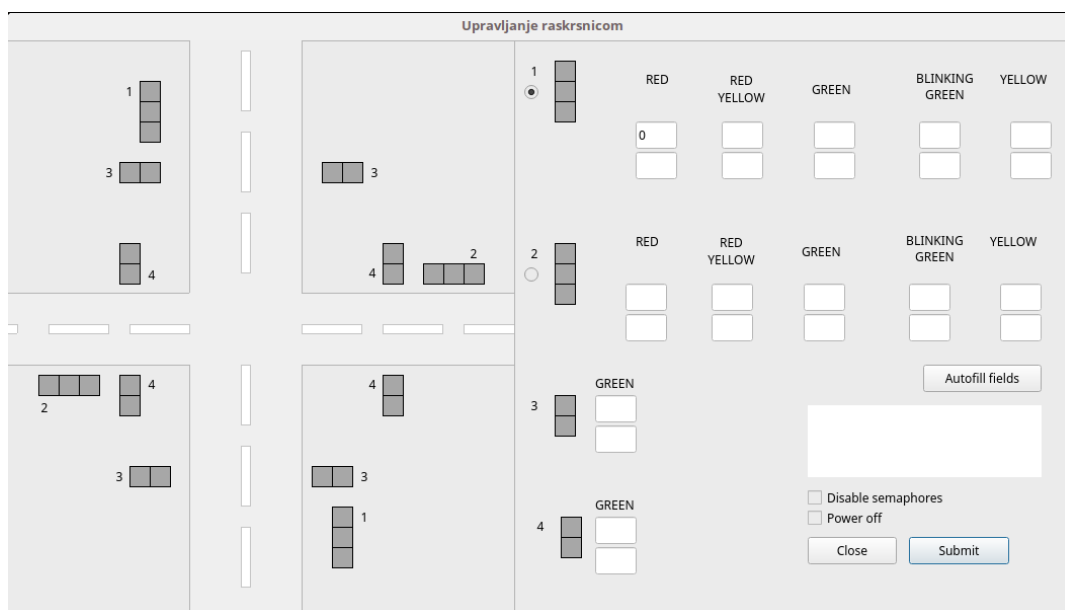 Upravljanje raskrsnicom
1
3
3
4
4
2
2
4
4
3
3
1
1
RED
RED
YELLOW
GREEN
BLINKING
GREEN
YELLOW
0
2
RED
RED
YELLOW
GREEN
BLINKING
GREEN
YELLOW
Autofill fields
3
GREEN
4
GREEN
Disable semaphores
Power off
Close
Submit